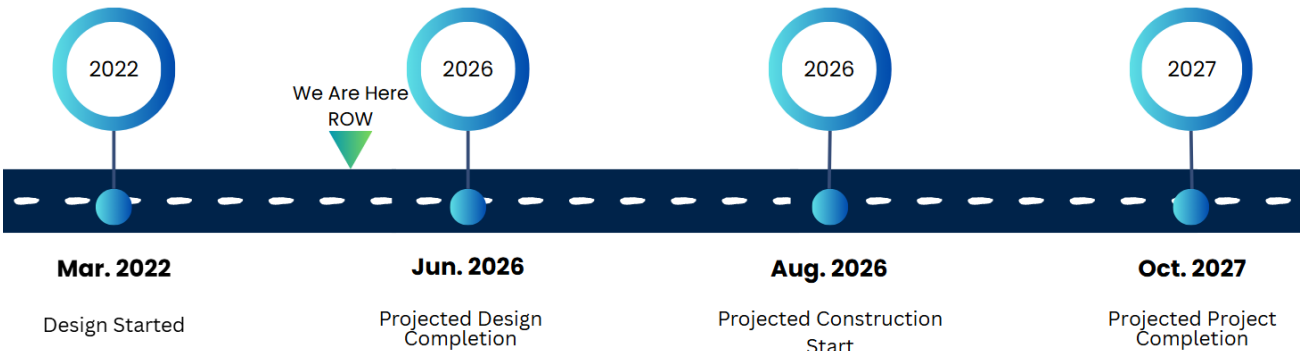 2022
We Are Here
ROW
2026
2026
2027
Mar. 2022
Design Started
Jun. 2026
Projected Design
Completion
Aug. 2026
Projected Construction
Start
Oct. 2027
Projected Project
Completion